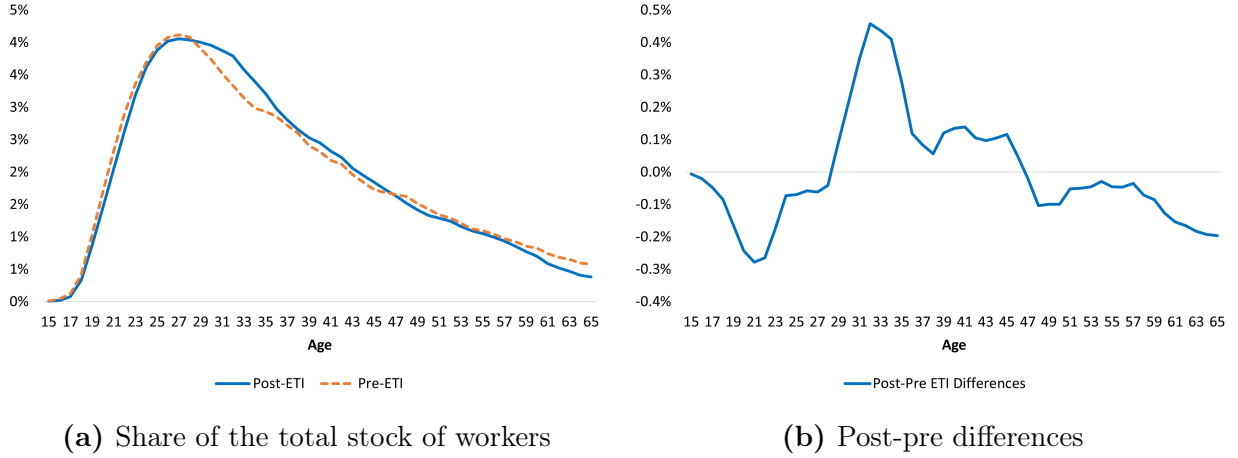 5%
4%
4%
3%
3%
2%
2%
1%
1%
0%
15 17 19 21 23 25 27 29 31 33 35 37 39 41 43 45 47 49 51 53 55 57 59 61 63 65
Age
Post-ETI Pre-ETI
(a) Share of the total stock of workers
0.5%
0.4%
0.3%
0.2%
0.1%
0.0%
-0.1%
-0.2%
-0.3%
-0.4%
15 17 19 21 23 25 27 29 31 33 35 37 39 41 43 45 47 49 51 53 55 57 59 61 63 65
Age
Post-Pre ETI Differences
(b) Post-pre differences